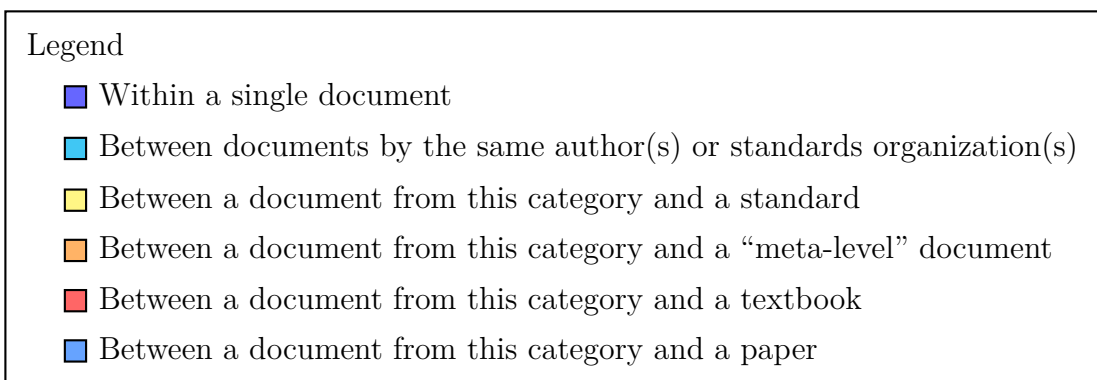 Legend
Within a single document
Between documents by the same author(s) or standards organization(s)
Between a document from this category and a standard
Between a document from this category and a “meta-level” document
Between a document from this category and a textbook
Between a document from this category and a paper